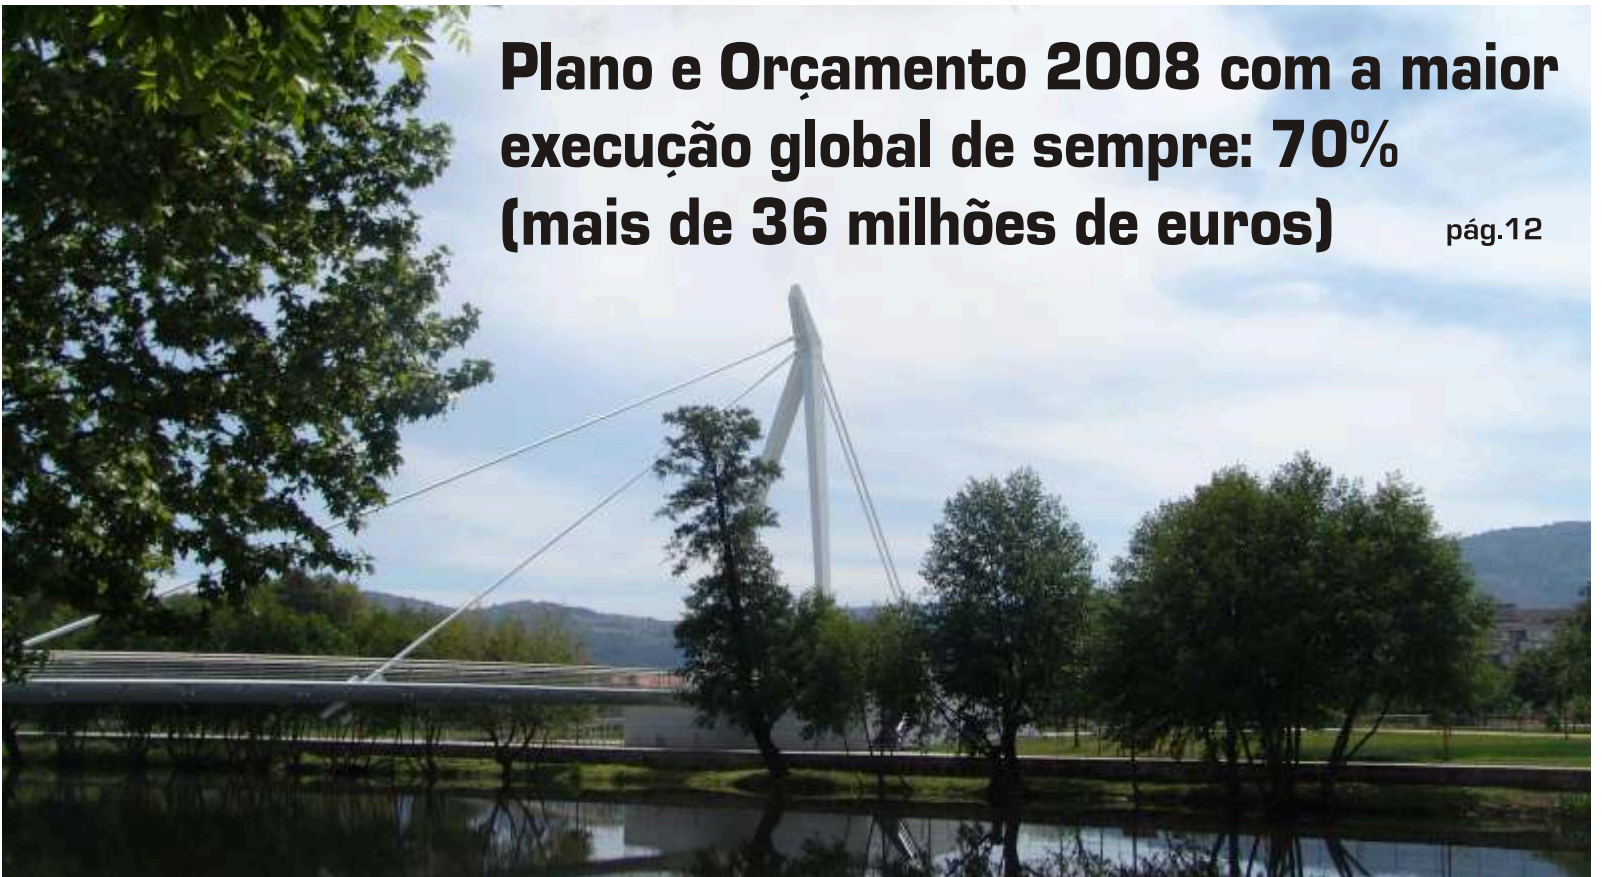 Plano e Orçamento 2008 com a maior
execução global de sempre: 70%
(mais de 36 milhões de euros) pág.12